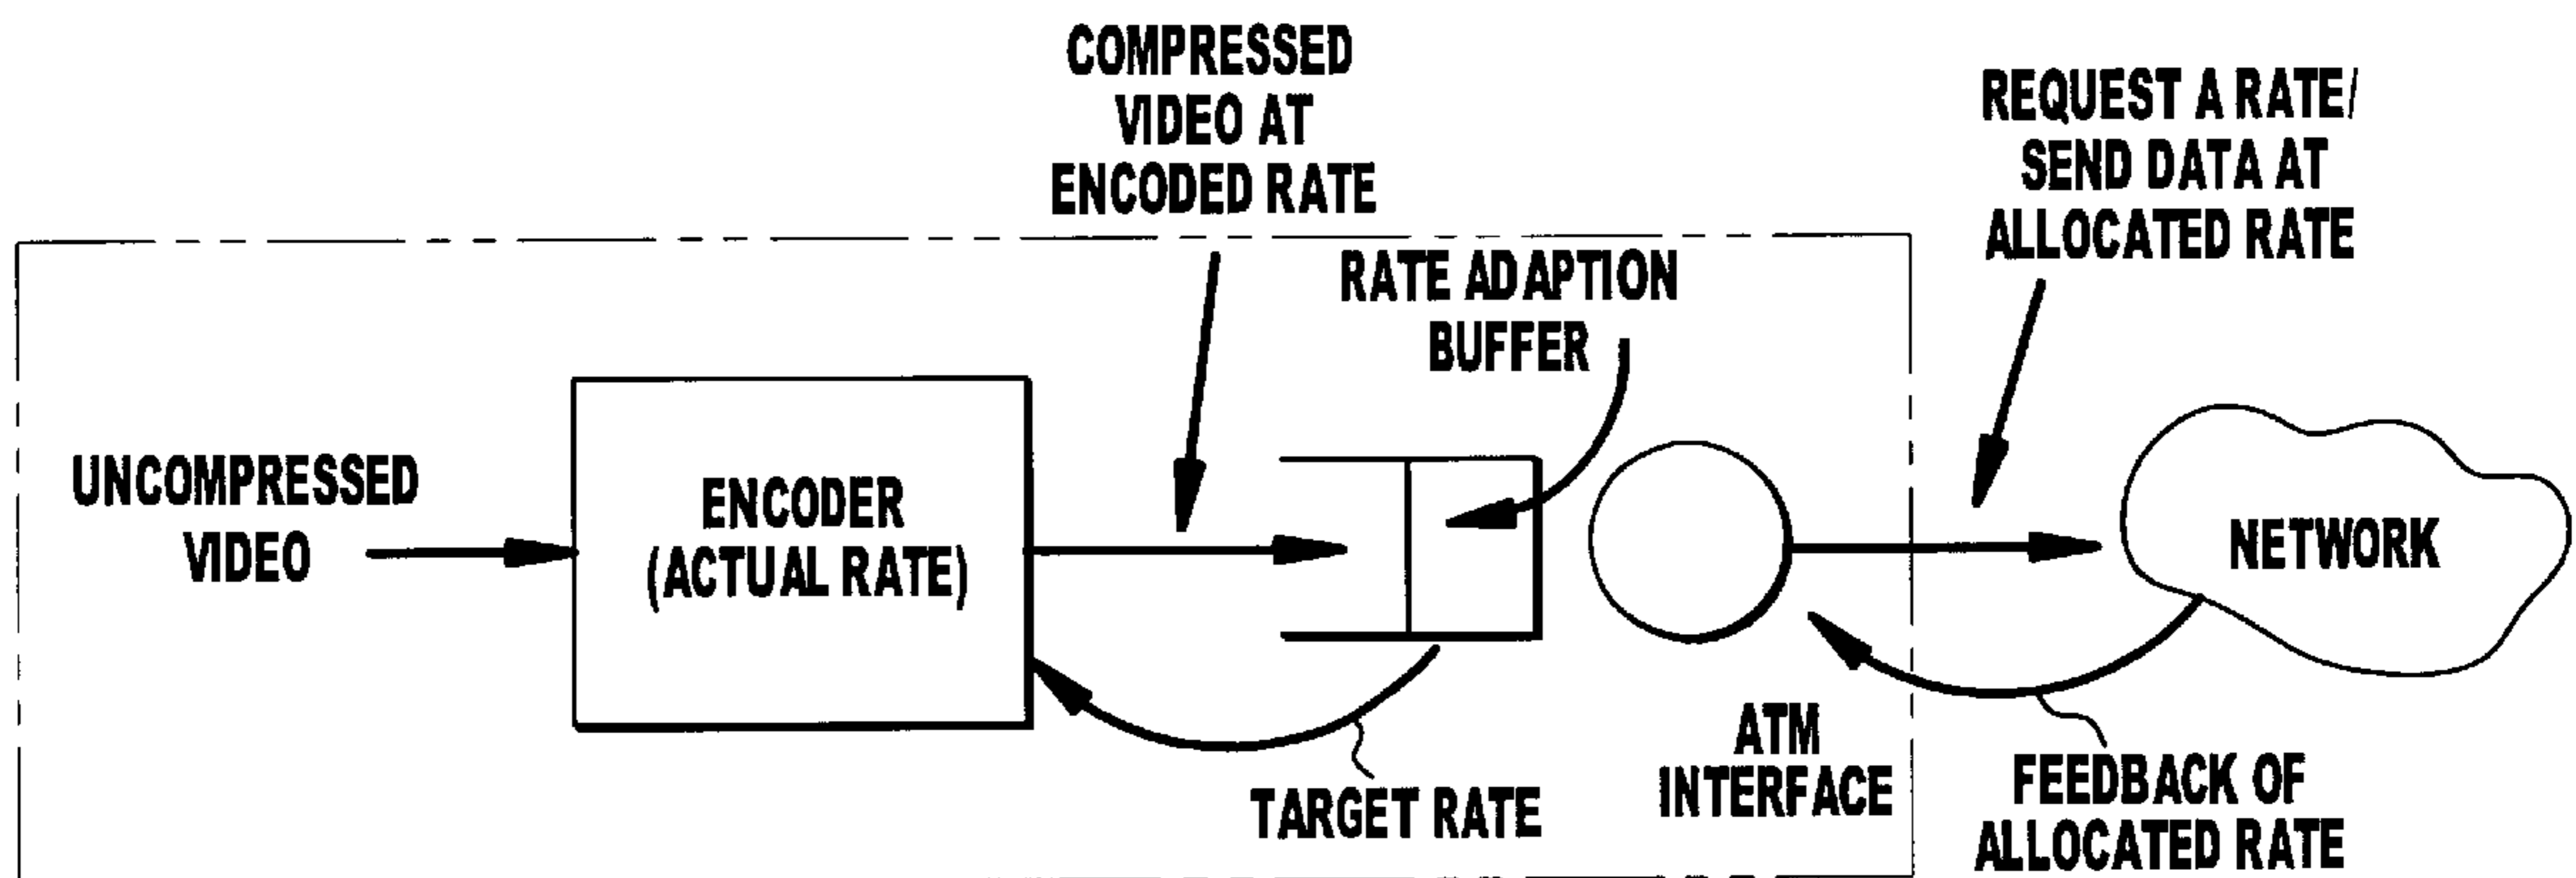 COMPRESSED
VIDEO AT
ENCODED RATE
REQUEST A RATE/
SEND DATA AT
ALLOCATED RATE
RATE ADAPTION
BUFFER
UNCOMPRESSED
VIDEO
ENCODER
(ACTUAL RATE)
NETWORK
TARGET RATE
ATM
INTERFACE
FEEDBACK OF
ALLOCATED RATE